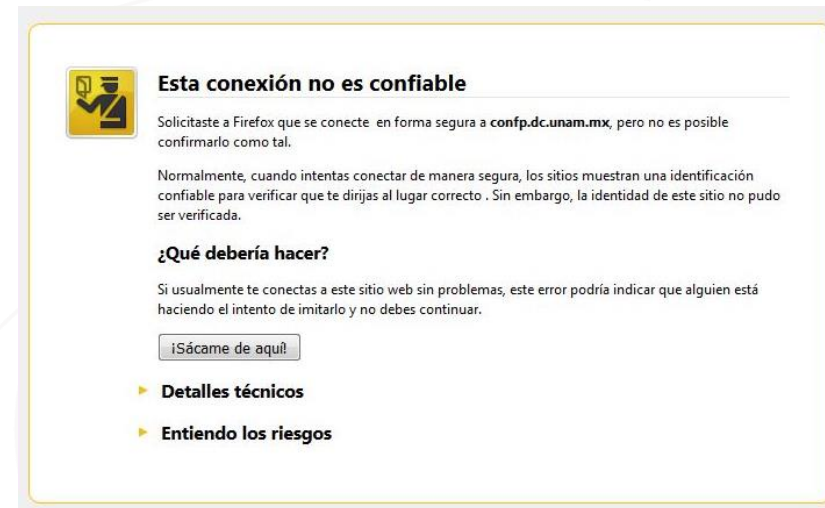 Esta conexión no es confiable
Solicitaste a Firefox que se conecte en forma segura a confp.dc.unam.mx, pero no es posible
confirmarlo como tal.
Normalmente, cuando intentas conectar de manera segura, los sitios muestran una identificación
confiable para verificar que te dirijas al lugar correcto . Sin embargo, la identidad de este sitio no pudo
ser verificada.
¿Qué debería hacer?
Si usualmente te conectas a este sitio web sin problemas, este error podría indicar que alguien está
haciendo el intento de imitarlo y no debes continuar.
¡Sácame de aquí!
Detalles técnicos
Entiendo los riesgos